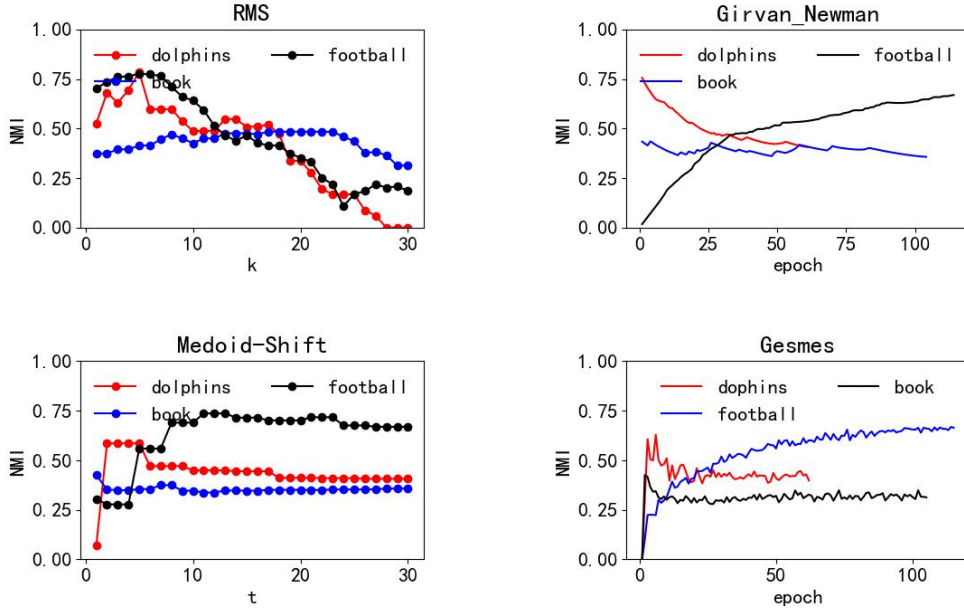 RMS
1.00
dolphins football
book
0.75
NMI
0.50
0.25
0.00
0 10 20 30
k
Girvan_Newman
1.00
dolphins football
book
0.75
NMI
0.50
0.25
0.00
0 25 50 75 100
epoch
Medoid-Shift
1.00
dolphins football
book
0.75
NMI
0.50
0.25
0.00
0 10 20 30
t
Gesmes
1.00
dophins book
football
0.75
NMI
0.50
0.25
0.00
0 50 100
epoch